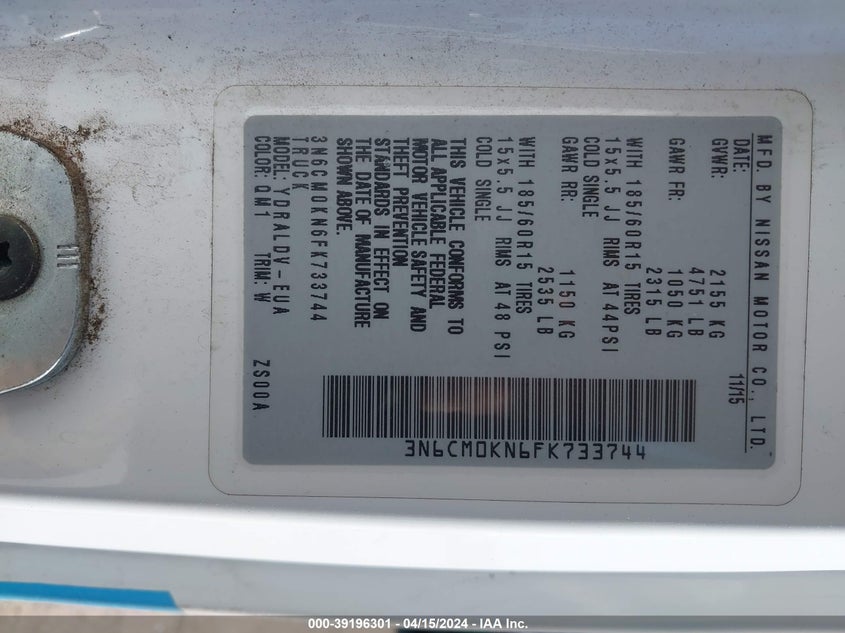 MFD. BY NISSAN MOTOR CO., LTD.
DATE: 11/15
GVWR: 2155 KG
4751 LB
GAWR FR: 1050 KG
2315 LB
WITH 185/60R15 TIRES
15x5.5 JJ RIMS AT 44PSI
COLD SINGLE
GAWR RR: 1150 KG
2535 LB
WITH 185/60R15 TIRES
15x5.5 JJ RIMS AT 48 PSI
COLD SINGLE
THIS VEHICLE CONFORMS TO
ALL APPLICABLE FEDERAL
MOTOR VEHICLE SAFETY AND
THEFT PREVENTION
STANDARDS IN EFFECT ON
THE DATE OF MANUFACTURE
SHOWN ABOVE.
3N6CM0KN6FK733744
TRUCK
MODEL: YDRALDV-EUA
COLOR: QM1 TRIM: W ZS00A
3N6CM0KN6FK733744
000-39196301 - 04/15/2024 - IAA Inc.